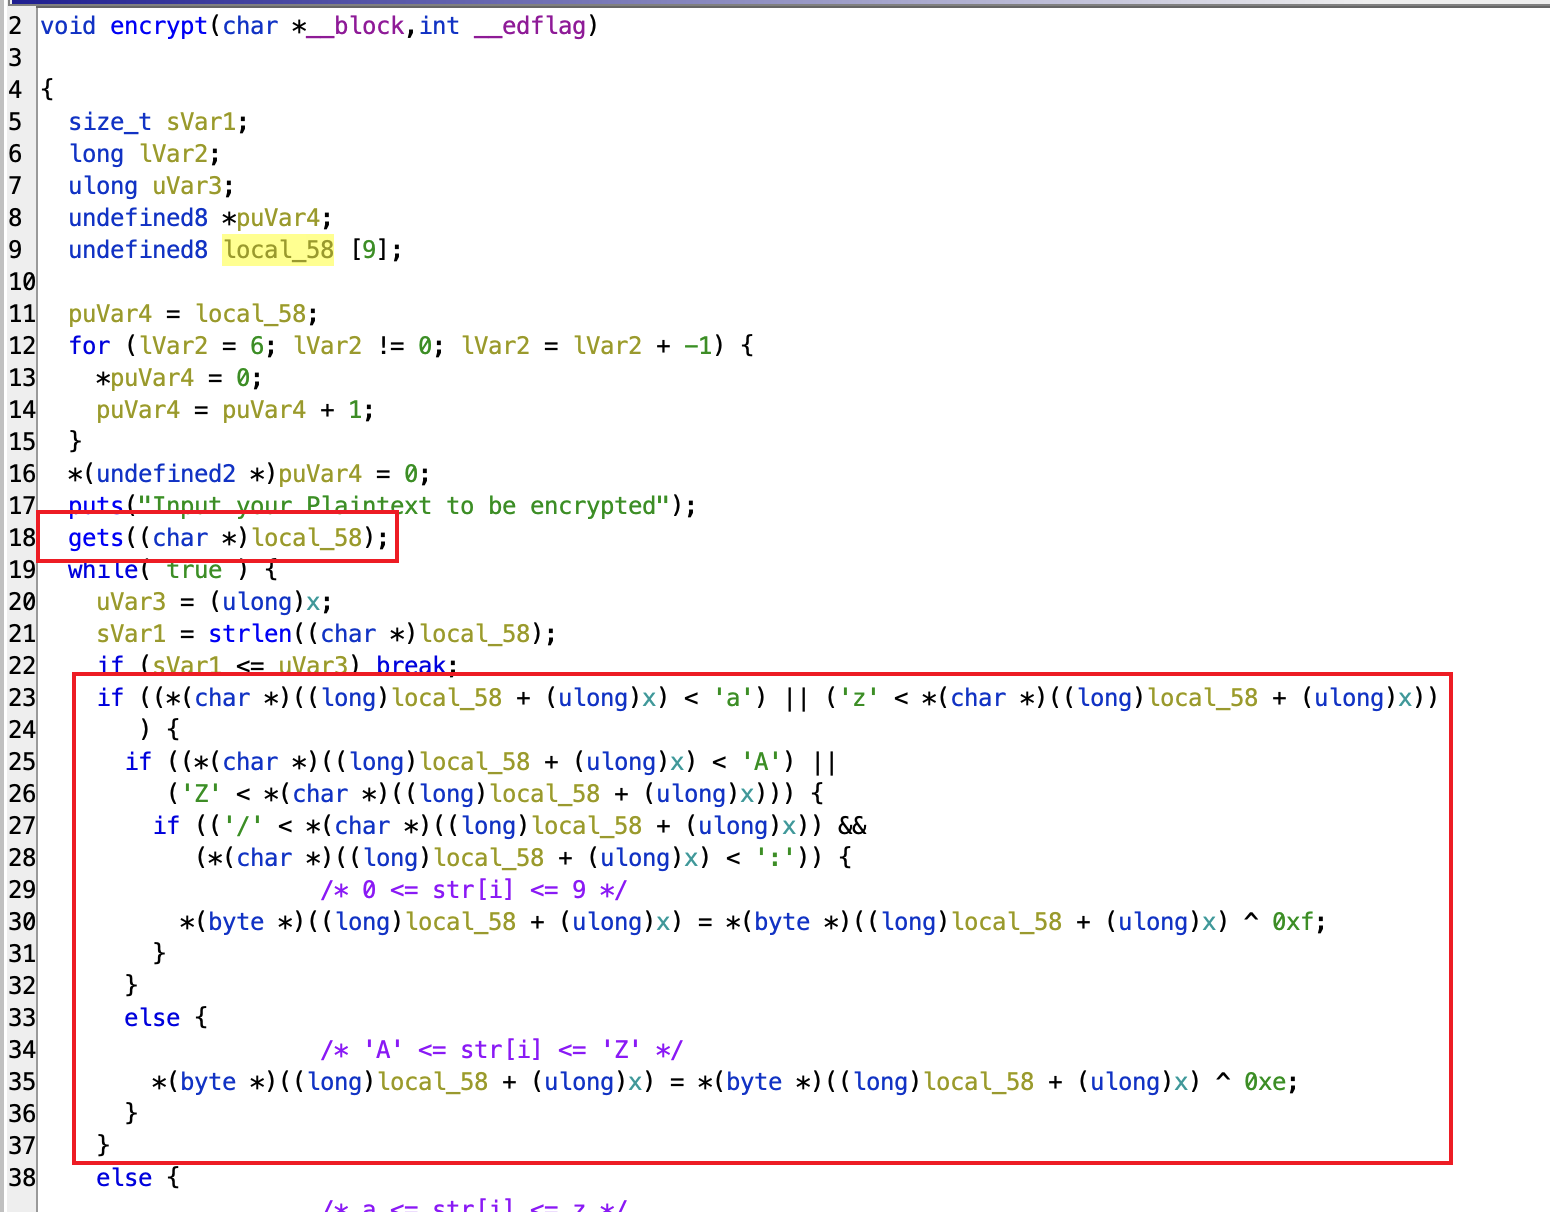 2 void encrypt(char *__block,int __edflag)
3
4 {
5 size_t sVar1;
6 long lVar2;
7 ulong uVar3;
8 undefined8 *puVar4;
9 undefined8 local_58 [9];
10
11 puVar4 = local_58;
12 for (lVar2 = 6; lVar2 != 0; lVar2 = lVar2 + -1) {
13 *puVar4 = 0;
14 puVar4 = puVar4 + 1;
15 }
16 *(undefined2 *)puVar4 = 0;
17 puts("Input your Plaintext to be encrypted");
18 gets((char *)local_58);
19 while( true ) {
20 uVar3 = (ulong)x;
21 sVar1 = strlen((char *)local_58);
22 if (sVar1 <= uVar3) break;
23 if ((*(char *)((long)local_58 + (ulong)x) < 'a') || ('z' < *(char *)((long)local_58 + (ulong)x))
24 ) {
25 if ((*(char *)((long)local_58 + (ulong)x) < 'A') ||
26 ('Z' < *(char *)((long)local_58 + (ulong)x))) {
27 if (('/' < *(char *)((long)local_58 + (ulong)x)) &&
28 (*(char *)((long)local_58 + (ulong)x) < ':')) {
29 /* 0 <= str[i] <= 9 */
30 *(byte *)((long)local_58 + (ulong)x) = *(byte *)((long)local_58 + (ulong)x) ^ 0xf;
31 }
32 }
33 else {
34 /* 'A' <= str[i] <= 'Z' */
35 *(byte *)((long)local_58 + (ulong)x) = *(byte *)((long)local_58 + (ulong)x) ^ 0xe;
36 }
37 }
38 else {
/* a <= str[i] <= z */